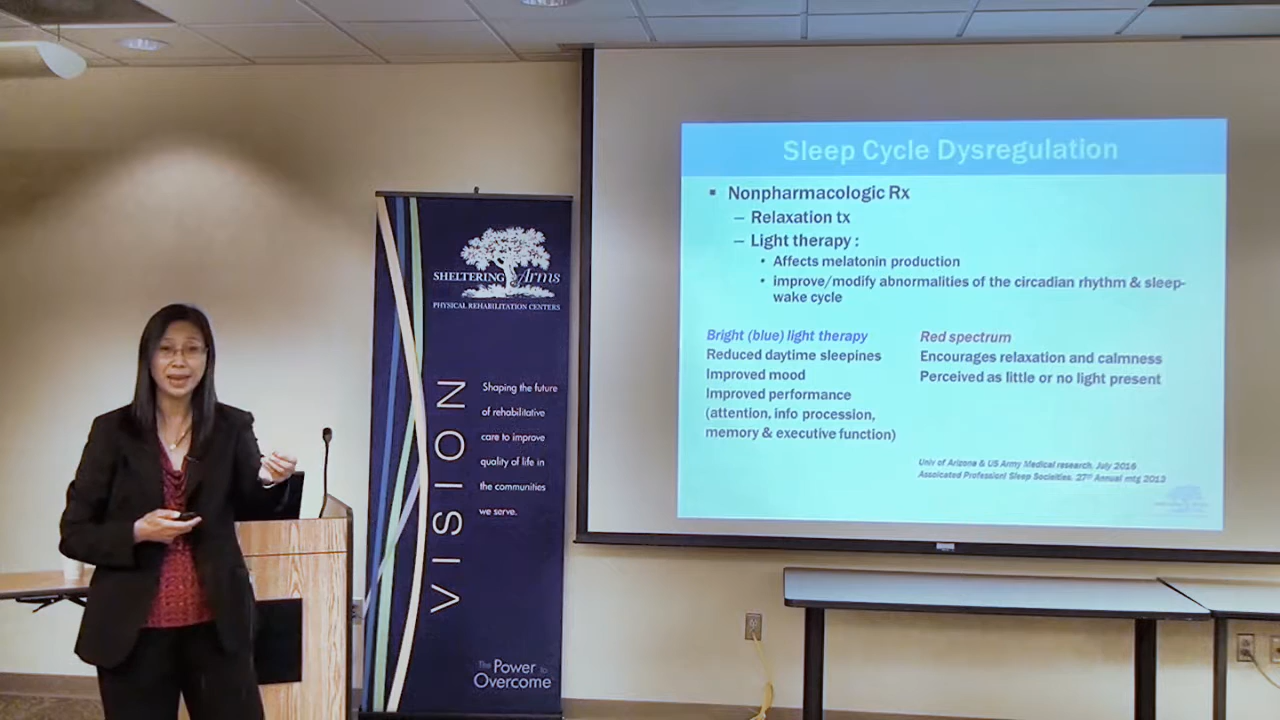 SHELTERING Arms
PHYSICAL REHABILITATION CENTERS
VISION
Shaping the future
of rehabilitative
care to improve
quality of life in
the communities
we serve.
The Power to
Overcome
Sleep Cycle Dysregulation
▪ Nonpharmacologic Rx
– Relaxation tx
– Light therapy :
• Affects melatonin production
• improve/modify abnormalities of the circadian rhythm & sleep-
wake cycle
Bright (blue) light therapy
Reduced daytime sleepines
Improved mood
Improved performance
(attention, info procession,
memory & executive function)
Red spectrum
Encourages relaxation and calmness
Perceived as little or no light present
Univ of Arizona & US Army Medical research. July 2016
Assoicated Professionl Sleep Socieities. 27th Annual mtg 2013